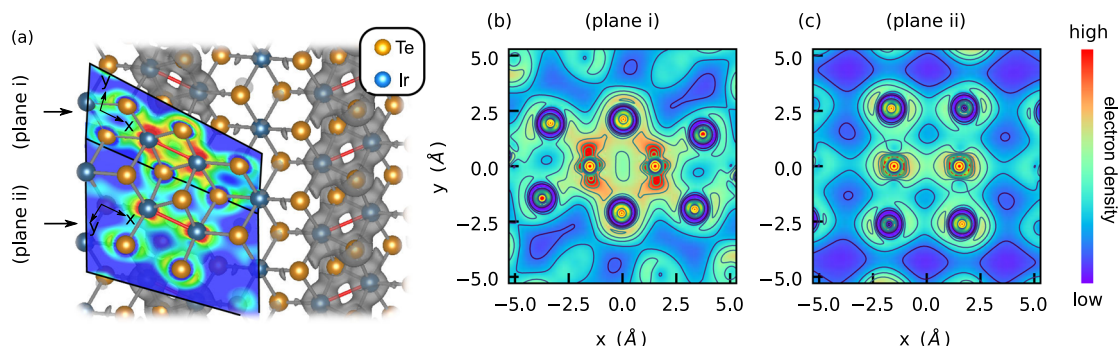 (a)
(plane i)
(plane ii)
y
x
x
y
Te
Ir
(b)
(plane i)
y (Å)
5.0
2.5
0.0
−2.5
−5.0
−5.0 −2.5 0.0 2.5 5.0
x (Å)
(c)
(plane ii)
5.0
2.5
0.0
−2.5
−5.0
−5.0 −2.5 0.0 2.5 5.0
x (Å)
high
electron density
low